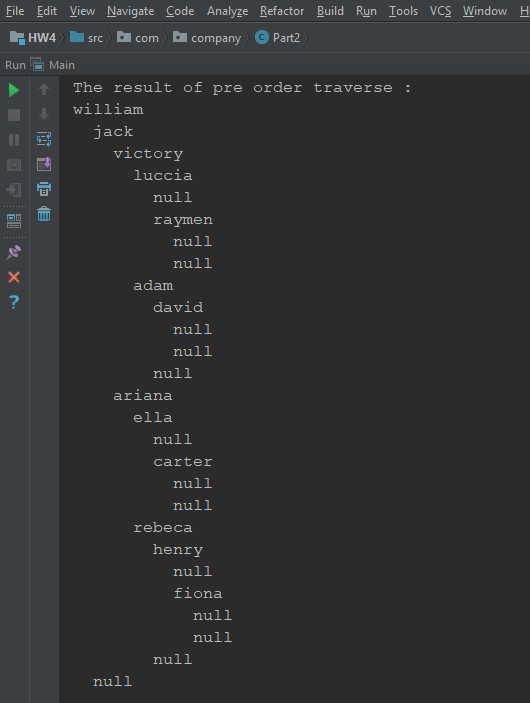 File Edit View Navigate Code Analyze Refactor Build Run Tools VCS Window H
HW4 src com company Part2
Run Main
The result of pre order traverse :
william
jack
victory
luccia
null
raymen
null
null
adam
david
null
null
null
ariana
ella
null
carter
null
null
rebeca
henry
null
fiona
null
null
null
null